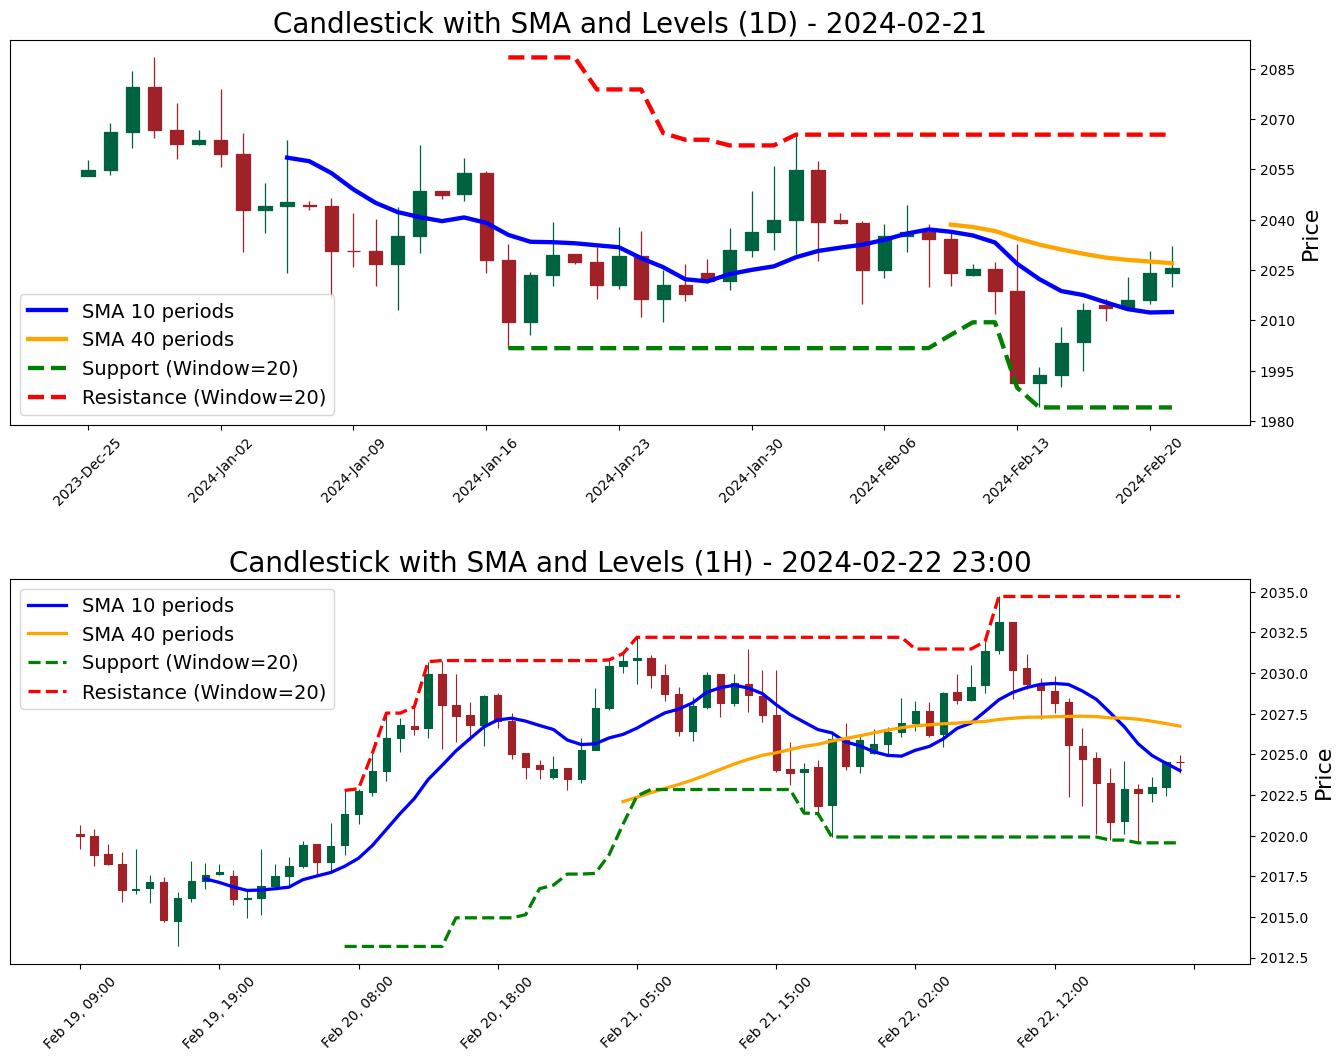 Candlestick with SMA and Levels (1D) - 2024-02-21
SMA 10 periods
SMA 40 periods
Support (Window=20)
Resistance (Window=20)
2085
2070
2055
2040
2025
2010
1995
1980
Price
2023-Dec-25
2024-Jan-02
2024-Jan-09
2024-Jan-16
2024-Jan-23
2024-Jan-30
2024-Feb-06
2024-Feb-13
2024-Feb-20
Candlestick with SMA and Levels (1H) - 2024-02-22 23:00
SMA 10 periods
SMA 40 periods
Support (Window=20)
Resistance (Window=20)
2035.0
2032.5
2030.0
2027.5
2025.0
2022.5
2020.0
2017.5
2015.0
2012.5
Price
Feb 19, 09:00
Feb 19, 19:00
Feb 20, 08:00
Feb 20, 18:00
Feb 21, 05:00
Feb 21, 15:00
Feb 22, 02:00
Feb 22, 12:00